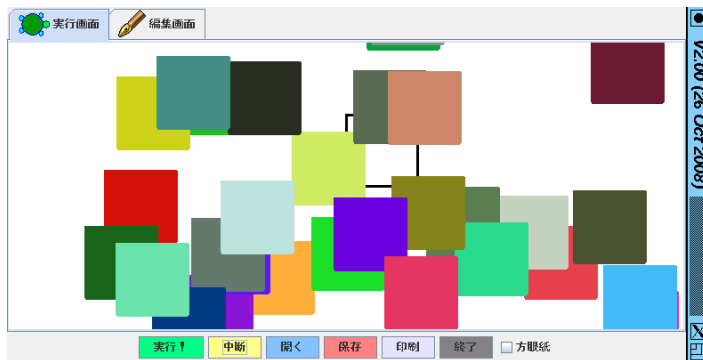 実行画面
編集画面
V2.00 (26 Oct 2008)
実行！
中断
開く
保存
印刷
終了
方眼紙